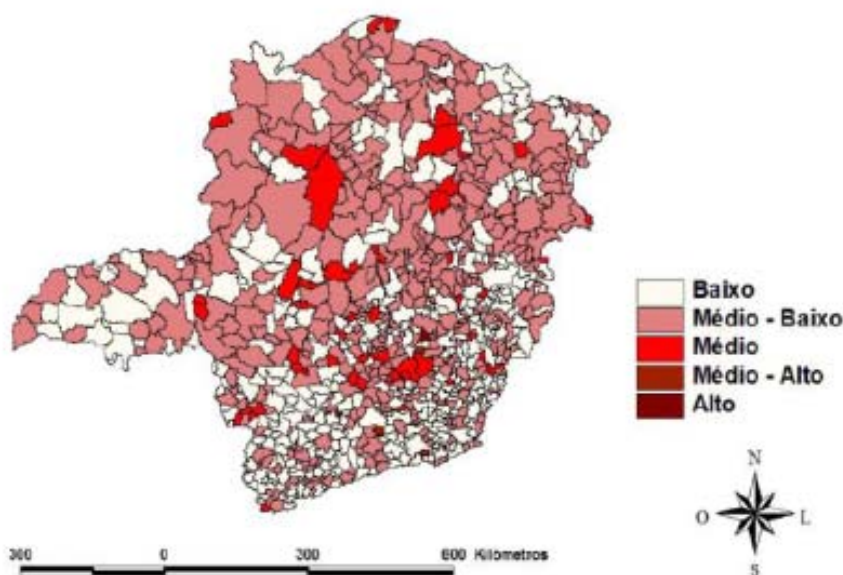 Baixo
Médio - Baixo
Médio
Médio - Alto
Alto
N
O L
S
300 0 300 600 Kilometros